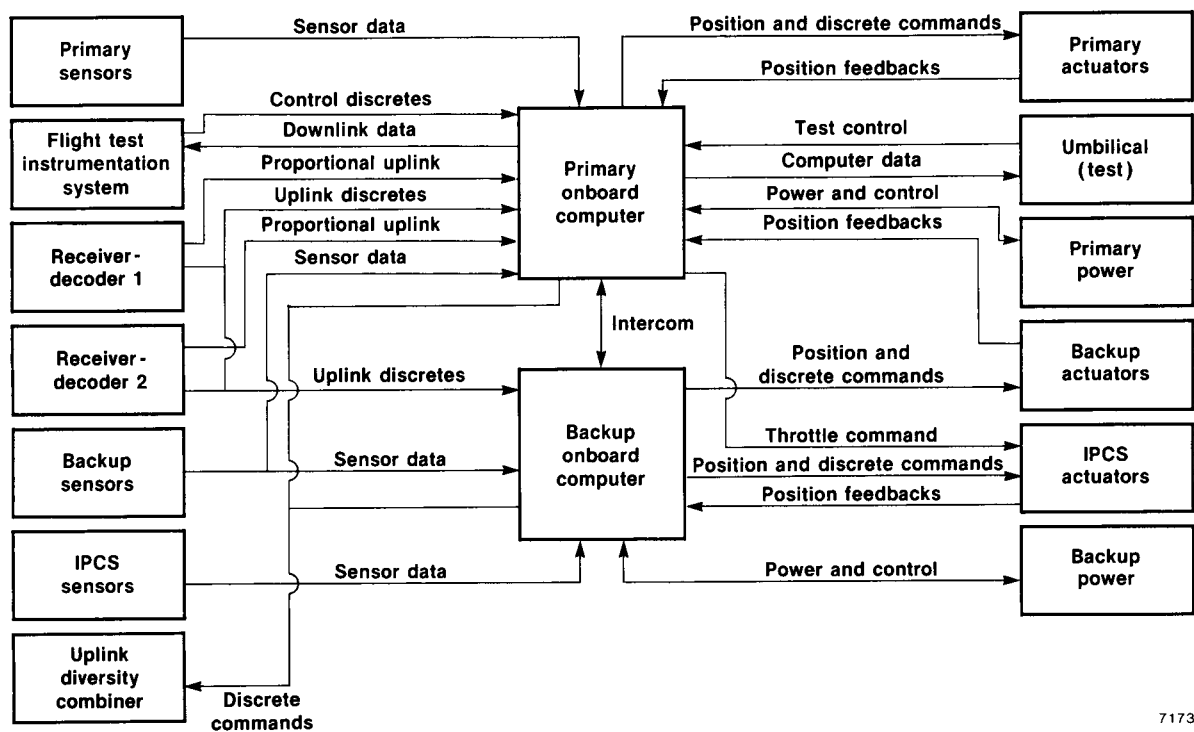 Primary
sensors
Flight test
instrumentation
system
Receiver-
decoder 1
Receiver-
decoder 2
Backup
sensors
IPCS
sensors
Uplink
diversity
combiner
Sensor data
Control discretes
Downlink data
Proportional uplink
Uplink discretes
Proportional uplink
Sensor data
Uplink discretes
Sensor data
Sensor data
Discrete
commands
Primary
onboard
computer
Intercom
Backup
onboard
computer
Position and discrete commands
Position feedbacks
Test control
Computer data
Power and control
Position feedbacks
Position and
discrete commands
Throttle command
Position and discrete commands
Position feedbacks
Power and control
Primary
actuators
Umbilical
(test)
Primary
power
Backup
actuators
IPCS
actuators
Backup
power
7173